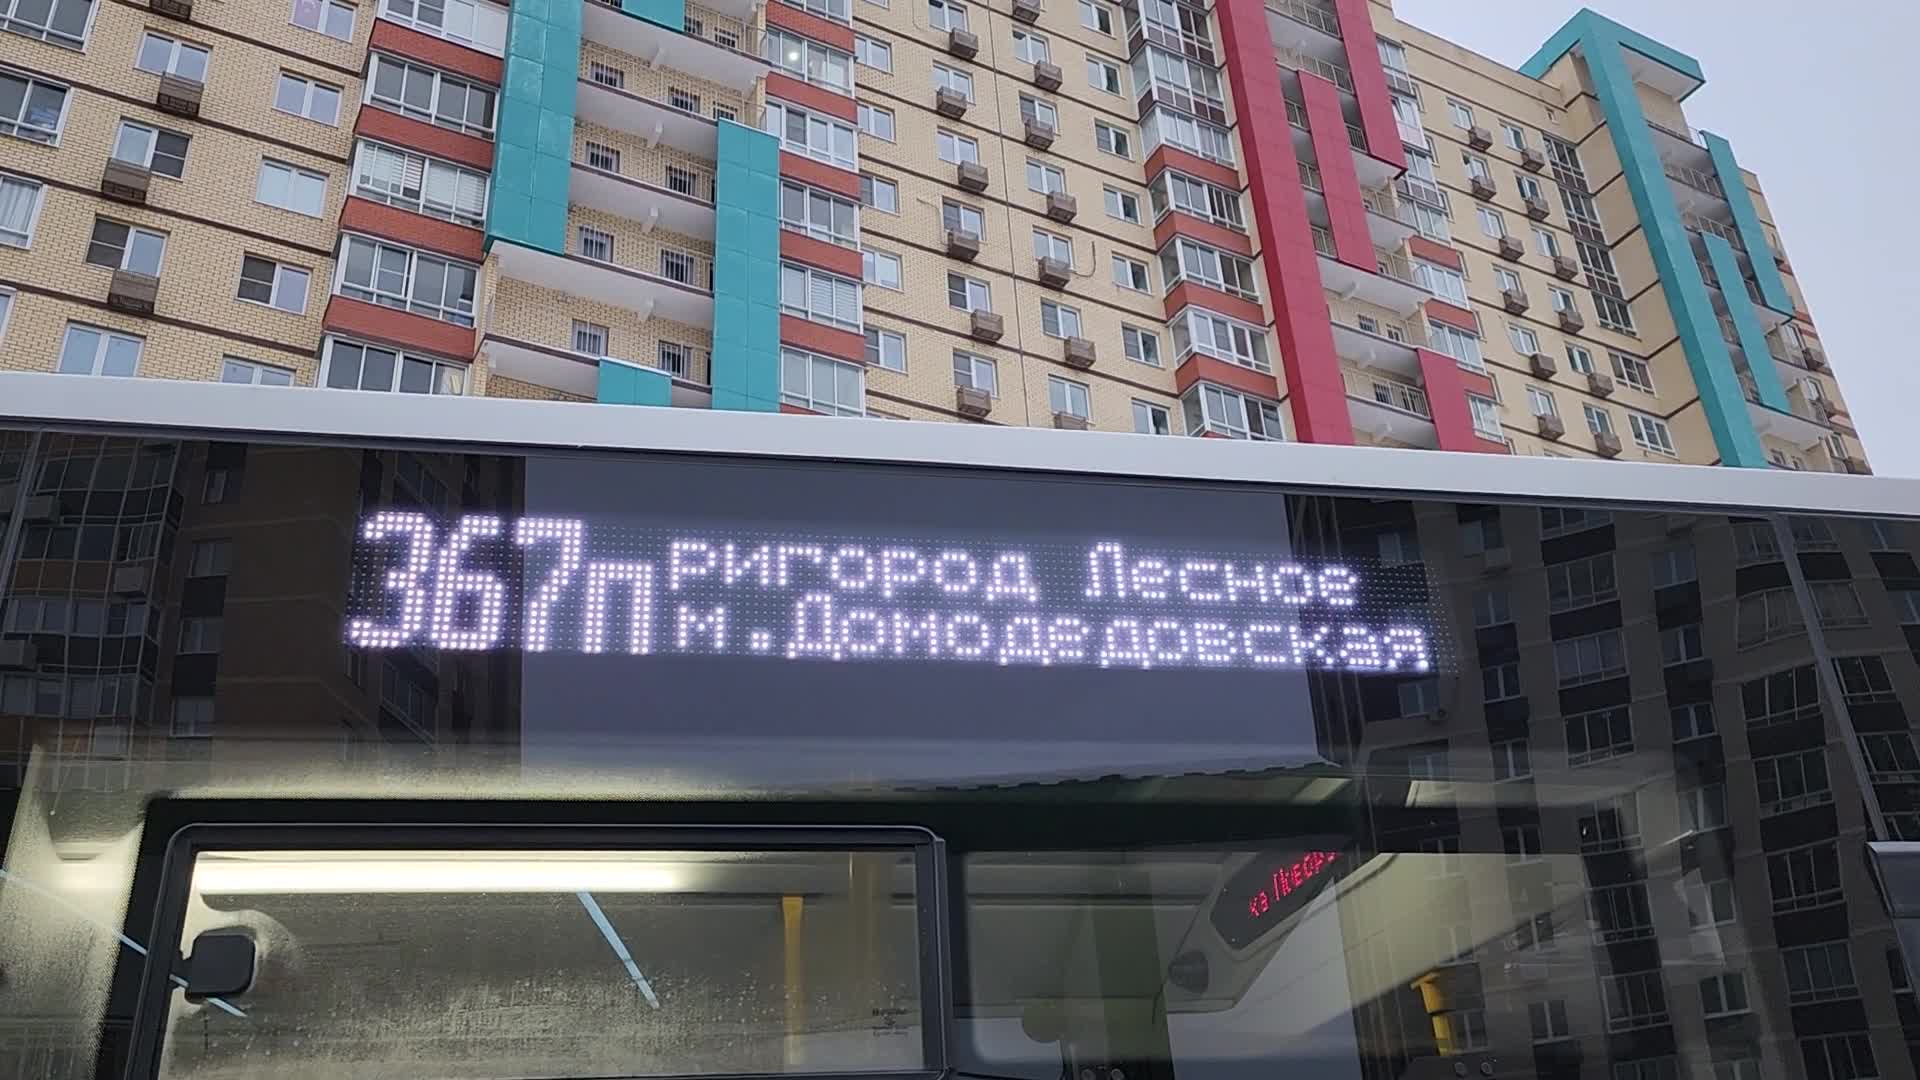 367п ригород Лесное
м.Домодедовская